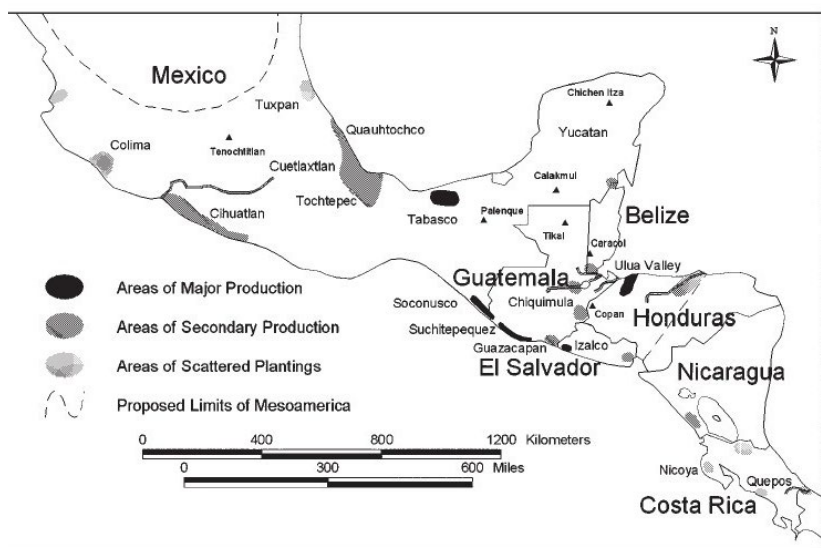 N
Mexico
Chichen Itza
Tuxpan
Yucatan
Quauhtochco
Colima
Tenochtitlan
Cuetlaxtlan
Calakmul
Tochtepec
Belize
Cihuatlan
Tabasco
Palenque
Tikal
Caracol
Ulua Valley
Guatemala
Areas of Major Production
Soconusco
Chiquimula
Copan
Honduras
Areas of Secondary Production
Suchitepequez
Guazacapan
Izalco
El Salvador
Areas of Scattered Plantings
Nicaragua
Proposed Limits of Mesoamerica
0 400 800 1200 Kilometers
0 300 600 Miles
Nicoya
Quepos
Costa Rica